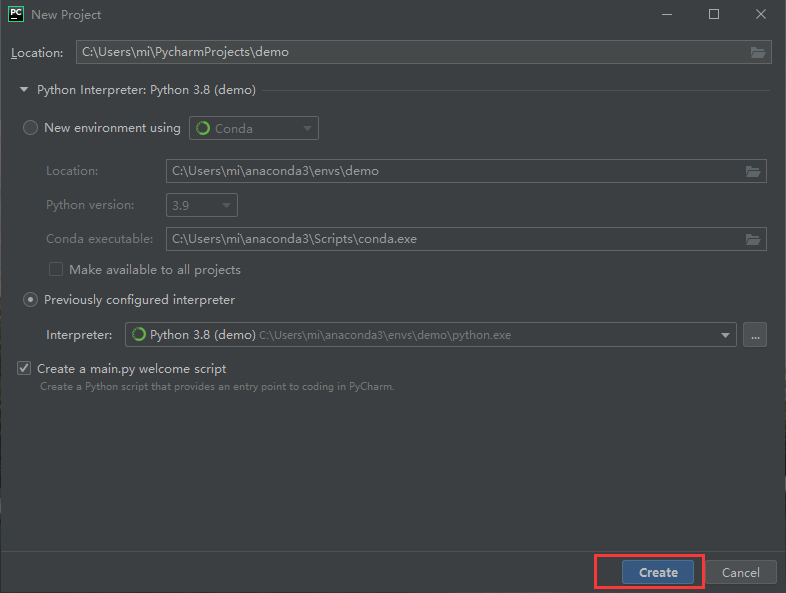 PC New Project
Location: C:\Users\mi\PycharmProjects\demo
Python Interpreter: Python 3.8 (demo)
New environment using Conda
Location: C:\Users\mi\anaconda3\envs\demo
Python version: 3.9
Conda executable: C:\Users\mi\anaconda3\Scripts\conda.exe
Make available to all projects
Previously configured interpreter
Interpreter: Python 3.8 (demo) C:\Users\mi\anaconda3\envs\demo\python.exe ...
Create a main.py welcome script
Create a Python script that provides an entry point to coding in PyCharm.
Create Cancel